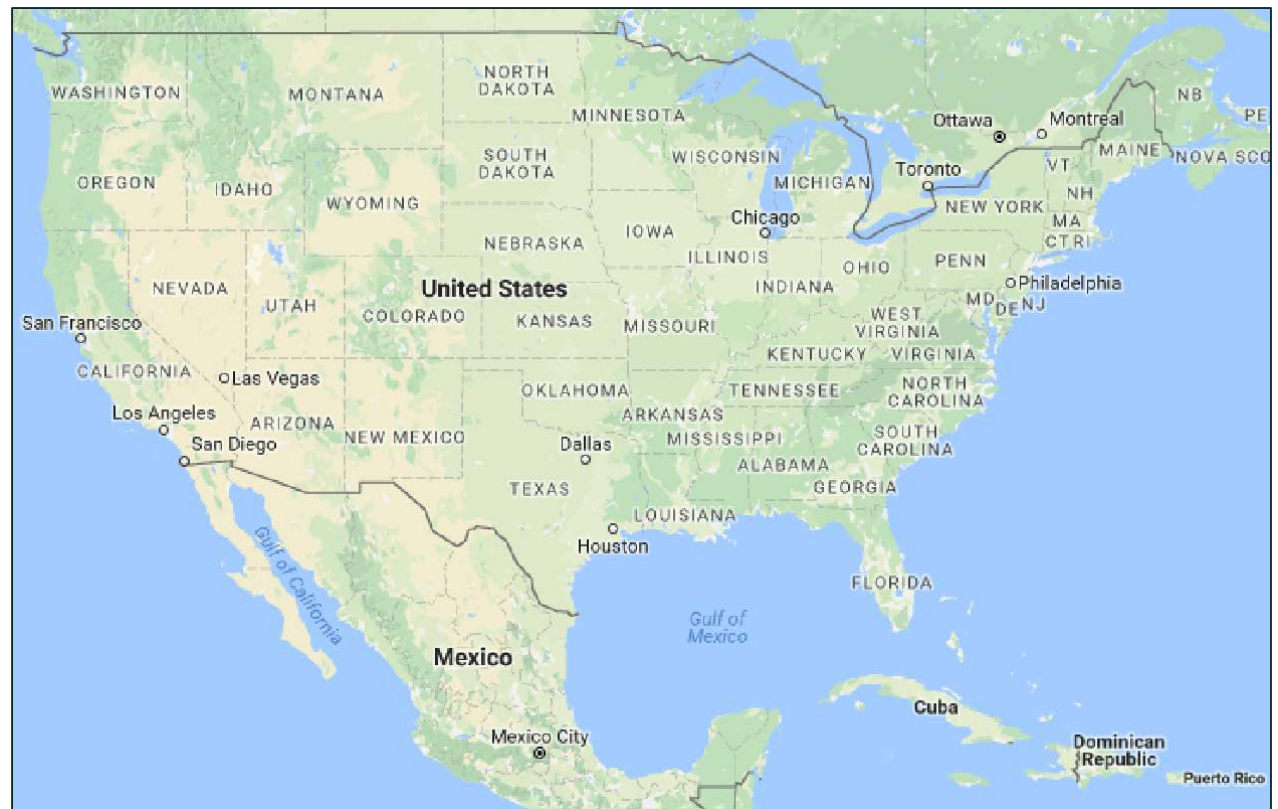 WASHINGTON
MONTANA
NORTH
DAKOTA
MINNESOTA
Ottawa
Montreal
NB
PE
OREGON
IDAHO
WYOMING
SOUTH
DAKOTA
WISCONSIN
MICHIGAN
Toronto
VT
MAINE
NOVA SCO
NH
NEW YORK
MA
CT RI
Chicago
IOWA
NEBRASKA
ILLINOIS
INDIANA
OHIO
PENN
Philadelphia
NEVADA
UTAH
COLORADO
United States
KANSAS
MISSOURI
WEST
VIRGINIA
MD
DE
NJ
KENTUCKY
VIRGINIA
San Francisco
CALIFORNIA
Las Vegas
Los Angeles
San Diego
ARIZONA
NEW MEXICO
OKLAHOMA
ARKANSAS
TENNESSEE
NORTH
CAROLINA
SOUTH
CAROLINA
Dallas
MISSISSIPPI
ALABAMA
GEORGIA
TEXAS
LOUISIANA
Houston
FLORIDA
Gulf of California
Gulf of
Mexico
Mexico
Mexico City
Cuba
Dominican
Republic
Puerto Rico